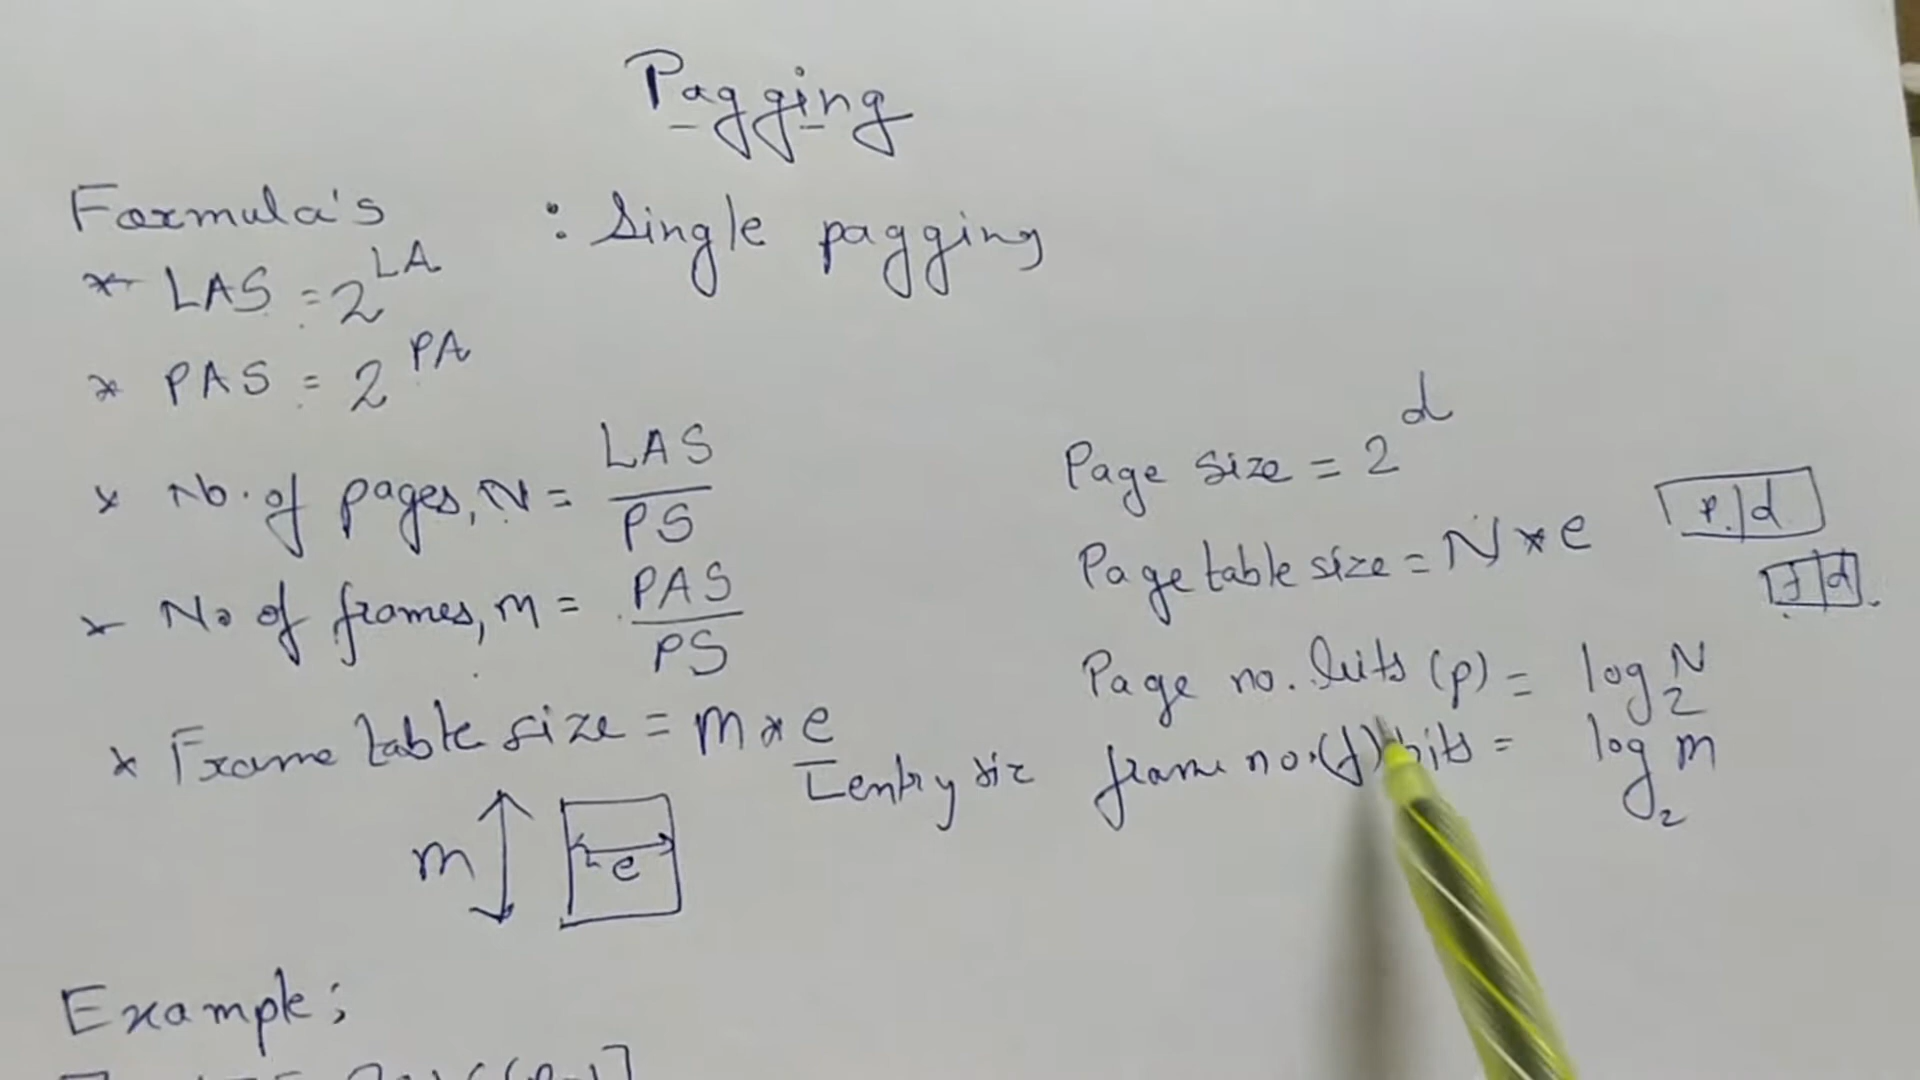 Pagging
Formula's : Single pagging
* LAS = 2^LA
* PAS = 2^PA
* No. of pages, N = LAS / PS
* No of frames, m = PAS / PS
* Frame table size = m * e
entry siz
m e
Page size = 2^d
Page table size = N * e
p | d
f | d
Page no. bits (p) = log₂ N
frame no. (f) bits = log₂ m
Example;